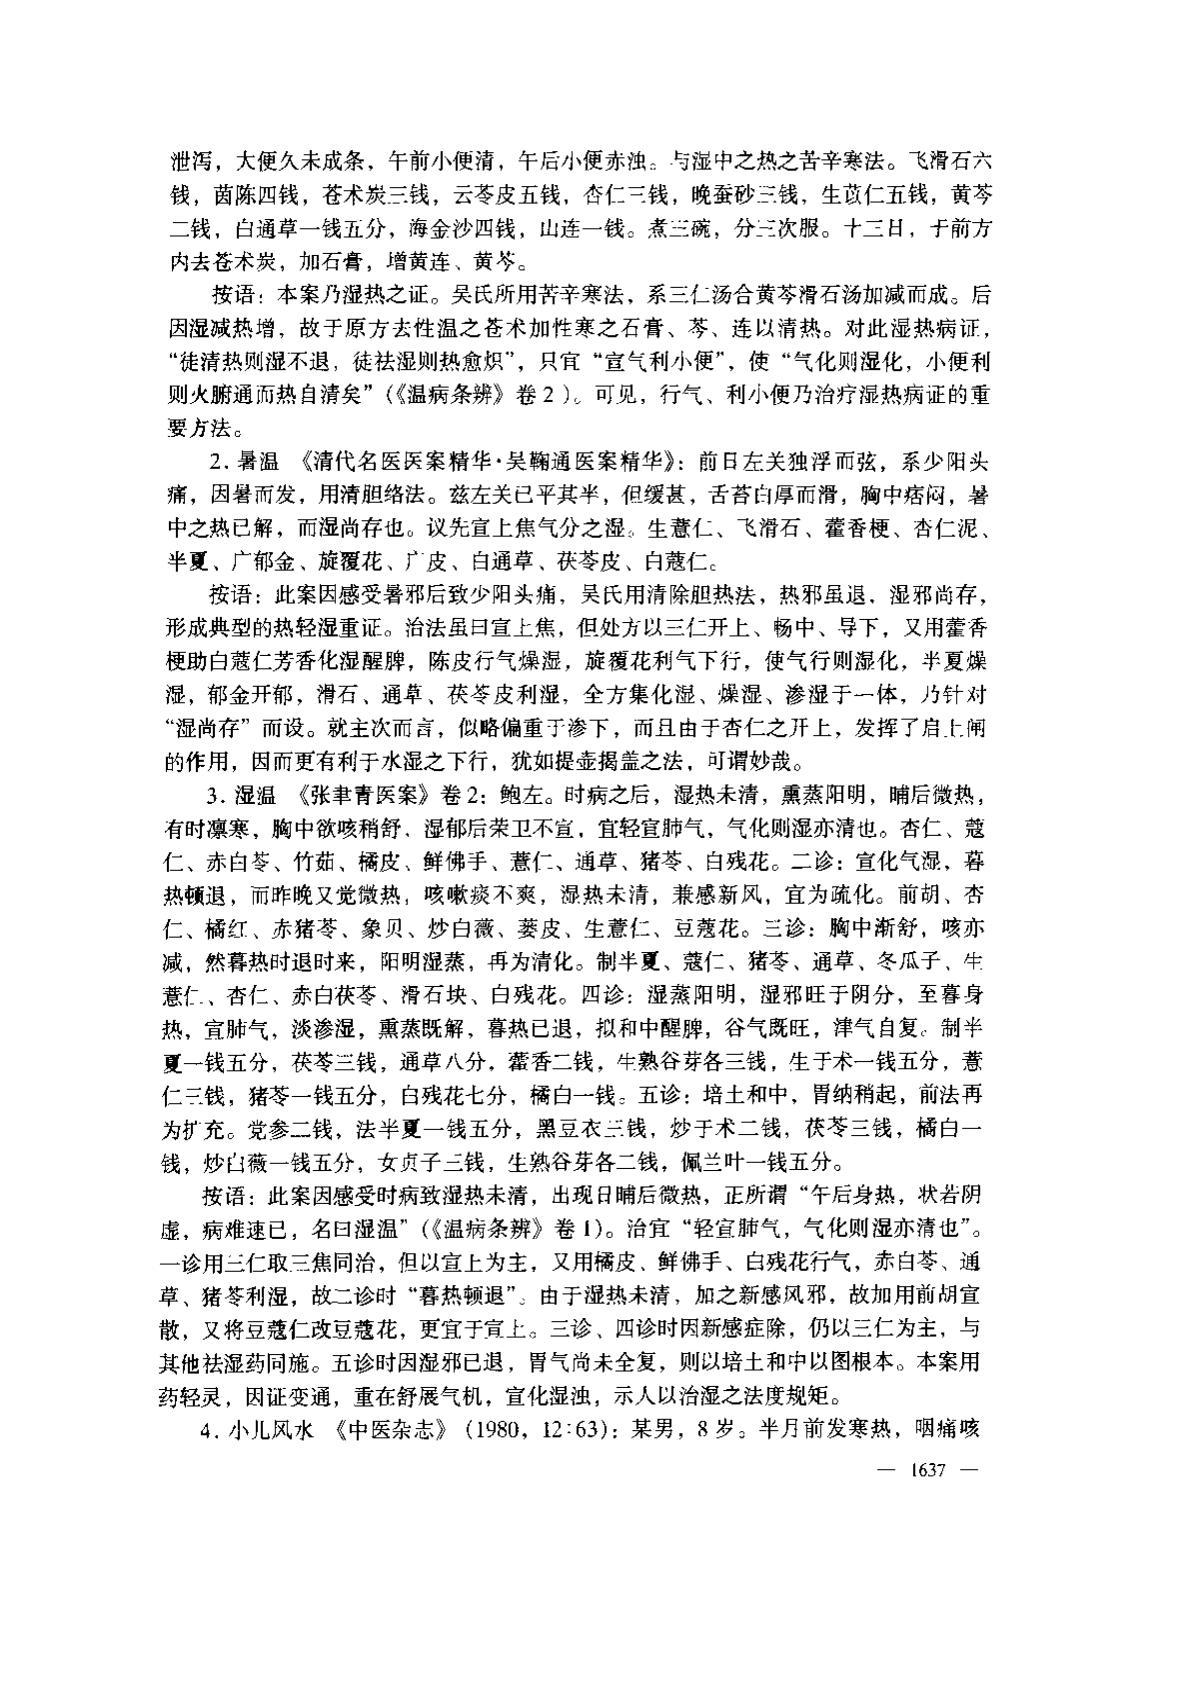 泄泻，大便久未成条，午前小便清，午后小便赤浊。与湿中之热之苦辛寒法。飞滑石六
钱，茵陈四钱，苍术炭三钱，云苓皮五钱，杏仁三钱，晚蚕砂三钱，生苡仁五钱，黄芩
二钱，白通草一钱五分，海金沙四钱，山连一钱。煮三碗，分三次服。十三日，于前方
内去苍术炭，加石膏，增黄连、黄芩。
按语：本案乃湿热之证。吴氏所用苦辛寒法，系三仁汤合黄芩滑石汤加减而成。后
因湿减热增，故于原方去性温之苍术加性寒之石膏、芩、连以清热。对此湿热病证，
“徒清热则湿不退，徒祛湿则热愈炽”，只宜“宣气利小便”，使“气化则湿化，小便利
则火腑通而热自清矣”（《温病条辨》卷2）。可见，行气、利小便乃治疗湿热病证的重
要方法。
2. 暑温 《清代名医医案精华·吴鞠通医案精华》：前日左关独浮而弦，系少阳头
痛，因暑而发，用清胆络法。兹左关已平其半，但缓甚，舌苔白厚而滑，胸中痞闷，暑
中之热已解，而湿尚存也。议先宣上焦气分之湿。生薏仁、飞滑石、藿香梗、杏仁泥、
半夏、广郁金、旋覆花、广皮、白通草、茯苓皮、白蔻仁。
按语：此案因感受暑邪后致少阳头痛，吴氏用清除胆热法，热邪虽退，湿邪尚存，
形成典型的热轻湿重证。治法虽曰宣上焦，但处方以三仁开上、畅中、导下，又用藿香
梗助白蔻仁芳香化湿醒脾，陈皮行气燥湿，旋覆花利气下行，使气行则湿化，半夏燥
湿，郁金开郁，滑石、通草、茯苓皮利湿，全方集化湿、燥湿、渗湿于一体，乃针对
“湿尚存”而设。就主次而言，似略偏重于渗下，而且由于杏仁之开上，发挥了启上闸
的作用，因而更有利于水湿之下行，犹如提壶揭盖之法，可谓妙哉。
3. 湿温 《张聿青医案》卷2：鲍左。时病之后，湿热未清，熏蒸阳明，晡后微热，
有时凛寒，胸中欲咳稍舒，湿郁后荣卫不宣，宜轻宣肺气，气化则湿亦清也。杏仁、蔻
仁、赤白苓、竹茹、橘皮、鲜佛手、薏仁、通草、猪苓、白残花。二诊：宣化气湿，暮
热顿退，而昨晚又觉微热，咳嗽痰不爽，湿热未清，兼感新风，宜为疏化。前胡、杏
仁、橘红、赤猪苓、象贝、炒白薇、蒌皮、生薏仁、豆蔻花。三诊：胸中渐舒，咳亦
减，然暮热时退时来，阳明湿蒸，再为清化。制半夏、蔻仁、猪苓、通草、冬瓜子、生
薏仁、杏仁、赤白茯苓、滑石块、白残花。四诊：湿蒸阳明，湿邪旺于阴分，至暮身
热，宣肺气，淡渗湿，熏蒸既解，暮热已退，拟和中醒脾，谷气既旺，津气自复。制半
夏一钱五分，茯苓三钱，通草八分，藿香二钱，生熟谷芽各三钱，生于术一钱五分，薏
仁三钱，猪苓一钱五分，白残花七分，橘白一钱。五诊：培土和中，胃纳稍起，前法再
为扩充。党参二钱，法半夏一钱五分，黑豆衣三钱，炒于术二钱，茯苓三钱，橘白一
钱，炒白薇一钱五分，女贞子三钱，生熟谷芽各二钱，佩兰叶一钱五分。
按语：此案因感受时病致湿热未清，出现日晡后微热，正所谓“午后身热，状若阴
虚，病难速已，名曰湿温”（《温病条辨》卷1）。治宜“轻宣肺气，气化则湿亦清也”。
一诊用三仁取三焦同治，但以宣上为主，又用橘皮、鲜佛手、白残花行气，赤白苓、通
草、猪苓利湿，故二诊时“暮热顿退”。由于湿热未清，加之新感风邪，故加用前胡宣
散，又将豆蔻仁改豆蔻花，更宜于宣上。三诊、四诊时因新感症除，仍以三仁为主，与
其他祛湿药同施。五诊时因湿邪已退，胃气尚未全复，则以培土和中以图根本。本案用
药轻灵，因证变通，重在舒展气机，宣化湿浊，示人以治湿之法度规矩。
4. 小儿风水 《中医杂志》（1980，12∶63）：某男，8岁。半月前发寒热，咽痛咳
— 1637 —